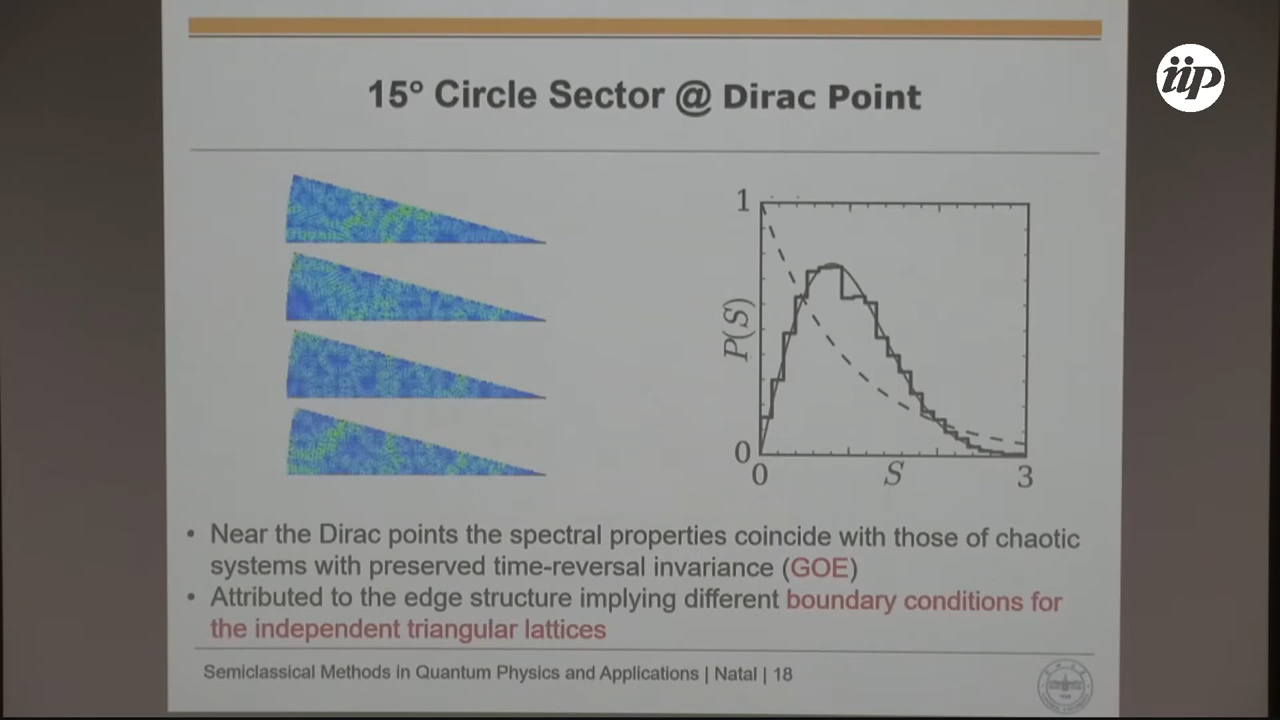 iip
15° Circle Sector @ Dirac Point
1
P(S)
0
0
S
3
• Near the Dirac points the spectral properties coincide with those of chaotic
systems with preserved time-reversal invariance (GOE)
• Attributed to the edge structure implying different boundary conditions for
the independent triangular lattices
Semiclassical Methods in Quantum Physics and Applications | Natal | 18